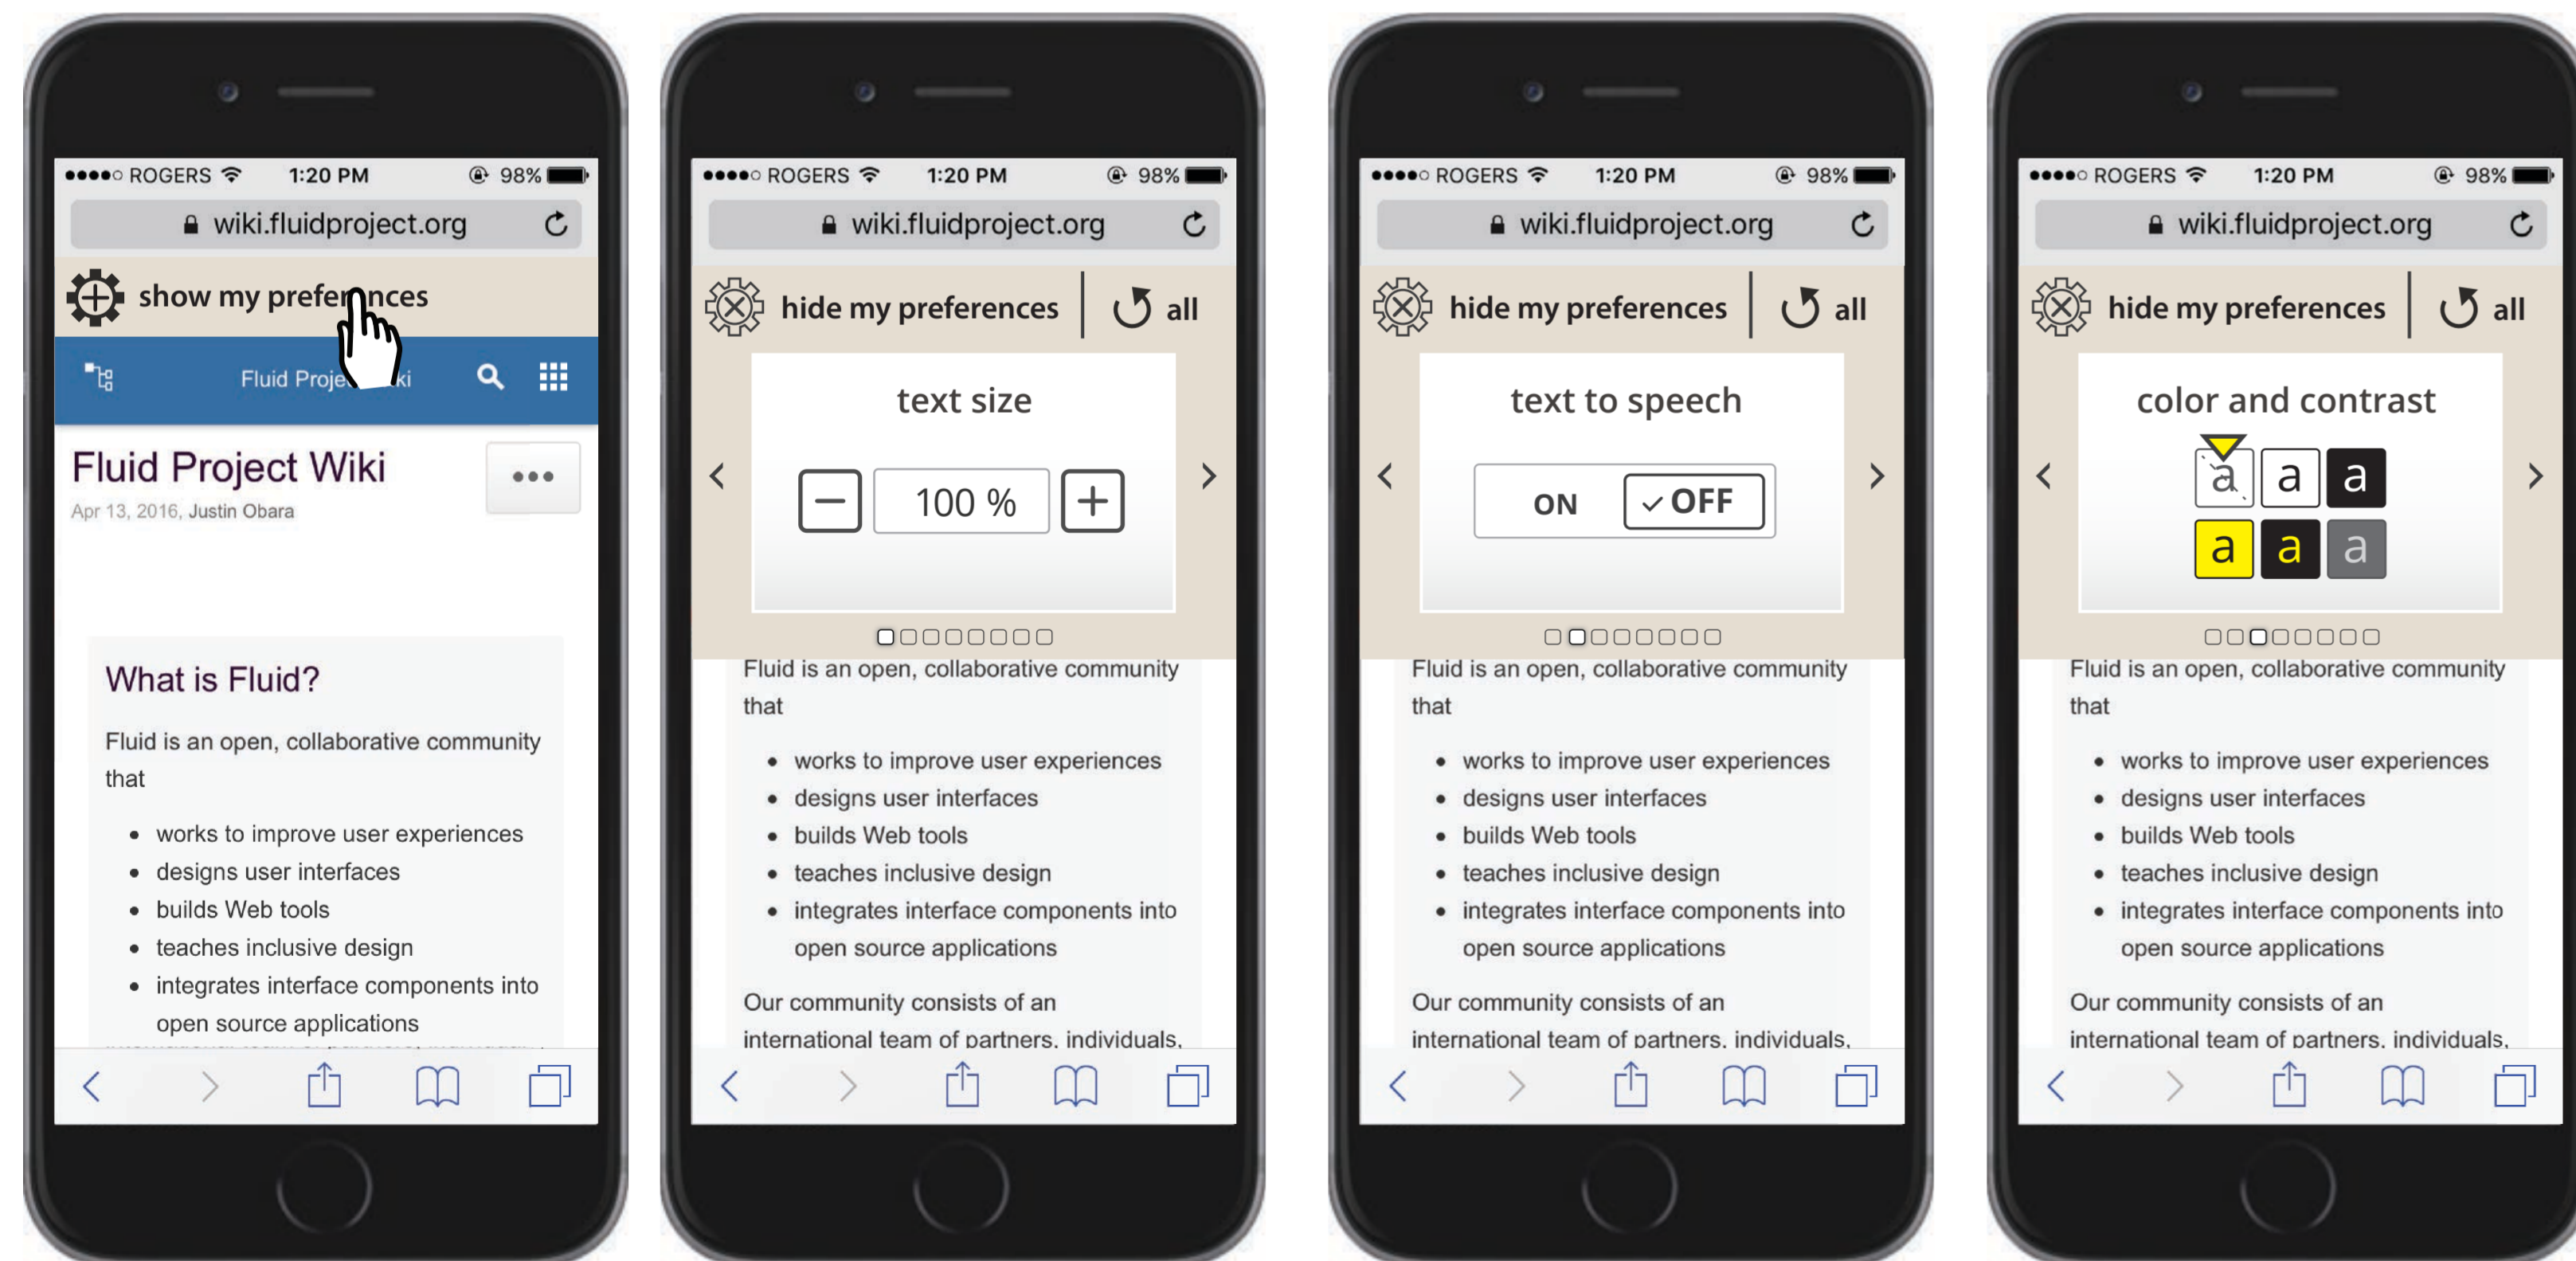 ROGERS 1:20 PM 98%
wiki.fluidproject.org
show my preferences
Fluid Proje ki
Fluid Project Wiki
Apr 13, 2016, Justin Obara
What is Fluid?
Fluid is an open, collaborative community
that
• works to improve user experiences
• designs user interfaces
• builds Web tools
• teaches inclusive design
• integrates interface components into
open source applications
ROGERS 1:20 PM 98%
wiki.fluidproject.org
hide my preferences all
text size
100 %
Fluid is an open, collaborative community
that
• works to improve user experiences
• designs user interfaces
• builds Web tools
• teaches inclusive design
• integrates interface components into
open source applications
Our community consists of an
international team of partners, individuals,
ROGERS 1:20 PM 98%
wiki.fluidproject.org
hide my preferences all
text to speech
ON ✓ OFF
Fluid is an open, collaborative community
that
• works to improve user experiences
• designs user interfaces
• builds Web tools
• teaches inclusive design
• integrates interface components into
open source applications
Our community consists of an
international team of partners, individuals,
ROGERS 1:20 PM 98%
wiki.fluidproject.org
hide my preferences all
color and contrast
a a a
a a a
Fluid is an open, collaborative community
that
• works to improve user experiences
• designs user interfaces
• builds Web tools
• teaches inclusive design
• integrates interface components into
open source applications
Our community consists of an
international team of partners, individuals,